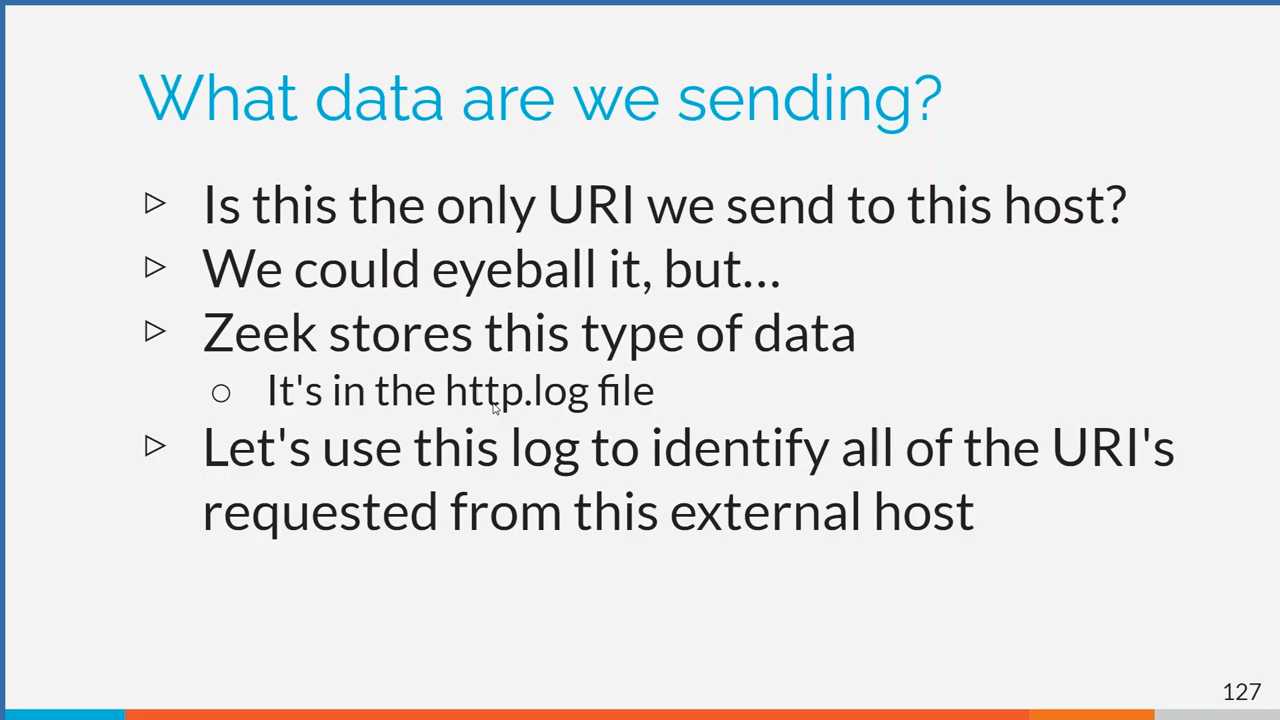 What data are we sending?
Is this the only URI we send to this host?
We could eyeball it, but...
Zeek stores this type of data
It's in the http.log file
Let's use this log to identify all of the URI's
requested from this external host
127